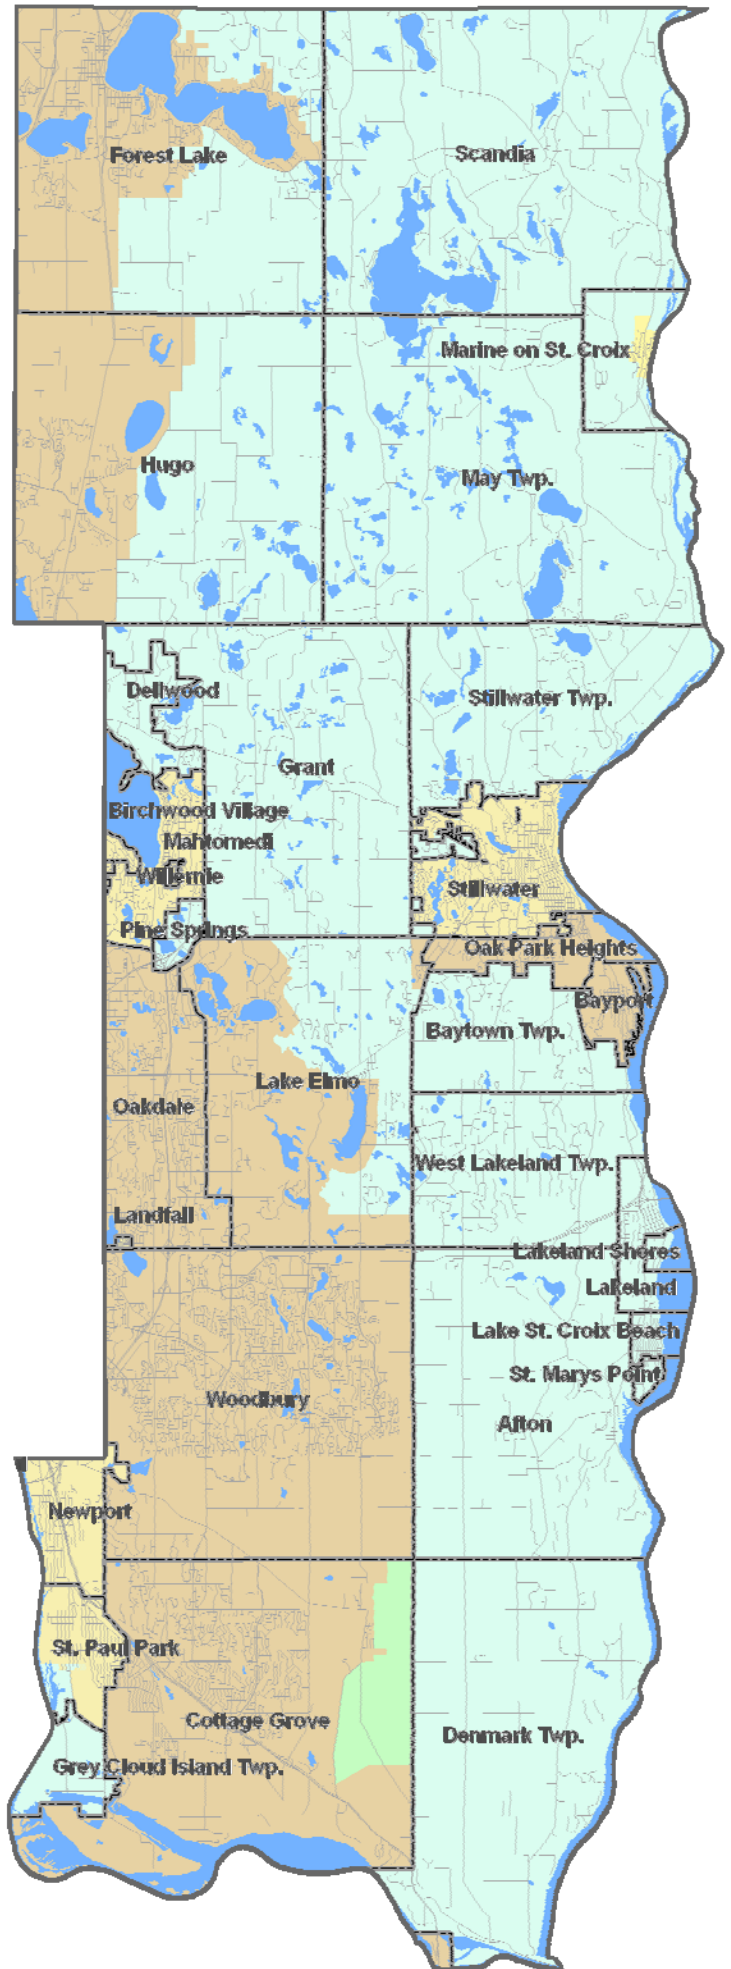 Forest Lake
Scandia
Marine on St. Croix
Hugo
May Twp.
Dellwood
Stillwater Twp.
Grant
Birchwood Village
Mahtomedi
Willernie
Stillwater
Pine Springs
Oak Park Heights
Bayport
Baytown Twp.
Lake Elmo
Oakdale
West Lakeland Twp.
Landfall
Lakeland Shores
Lakeland
Lake St. Croix Beach
St. Marys Point
Woodbury
Afton
Newport
St. Paul Park
Cottage Grove
Denmark Twp.
Grey Cloud Island Twp.